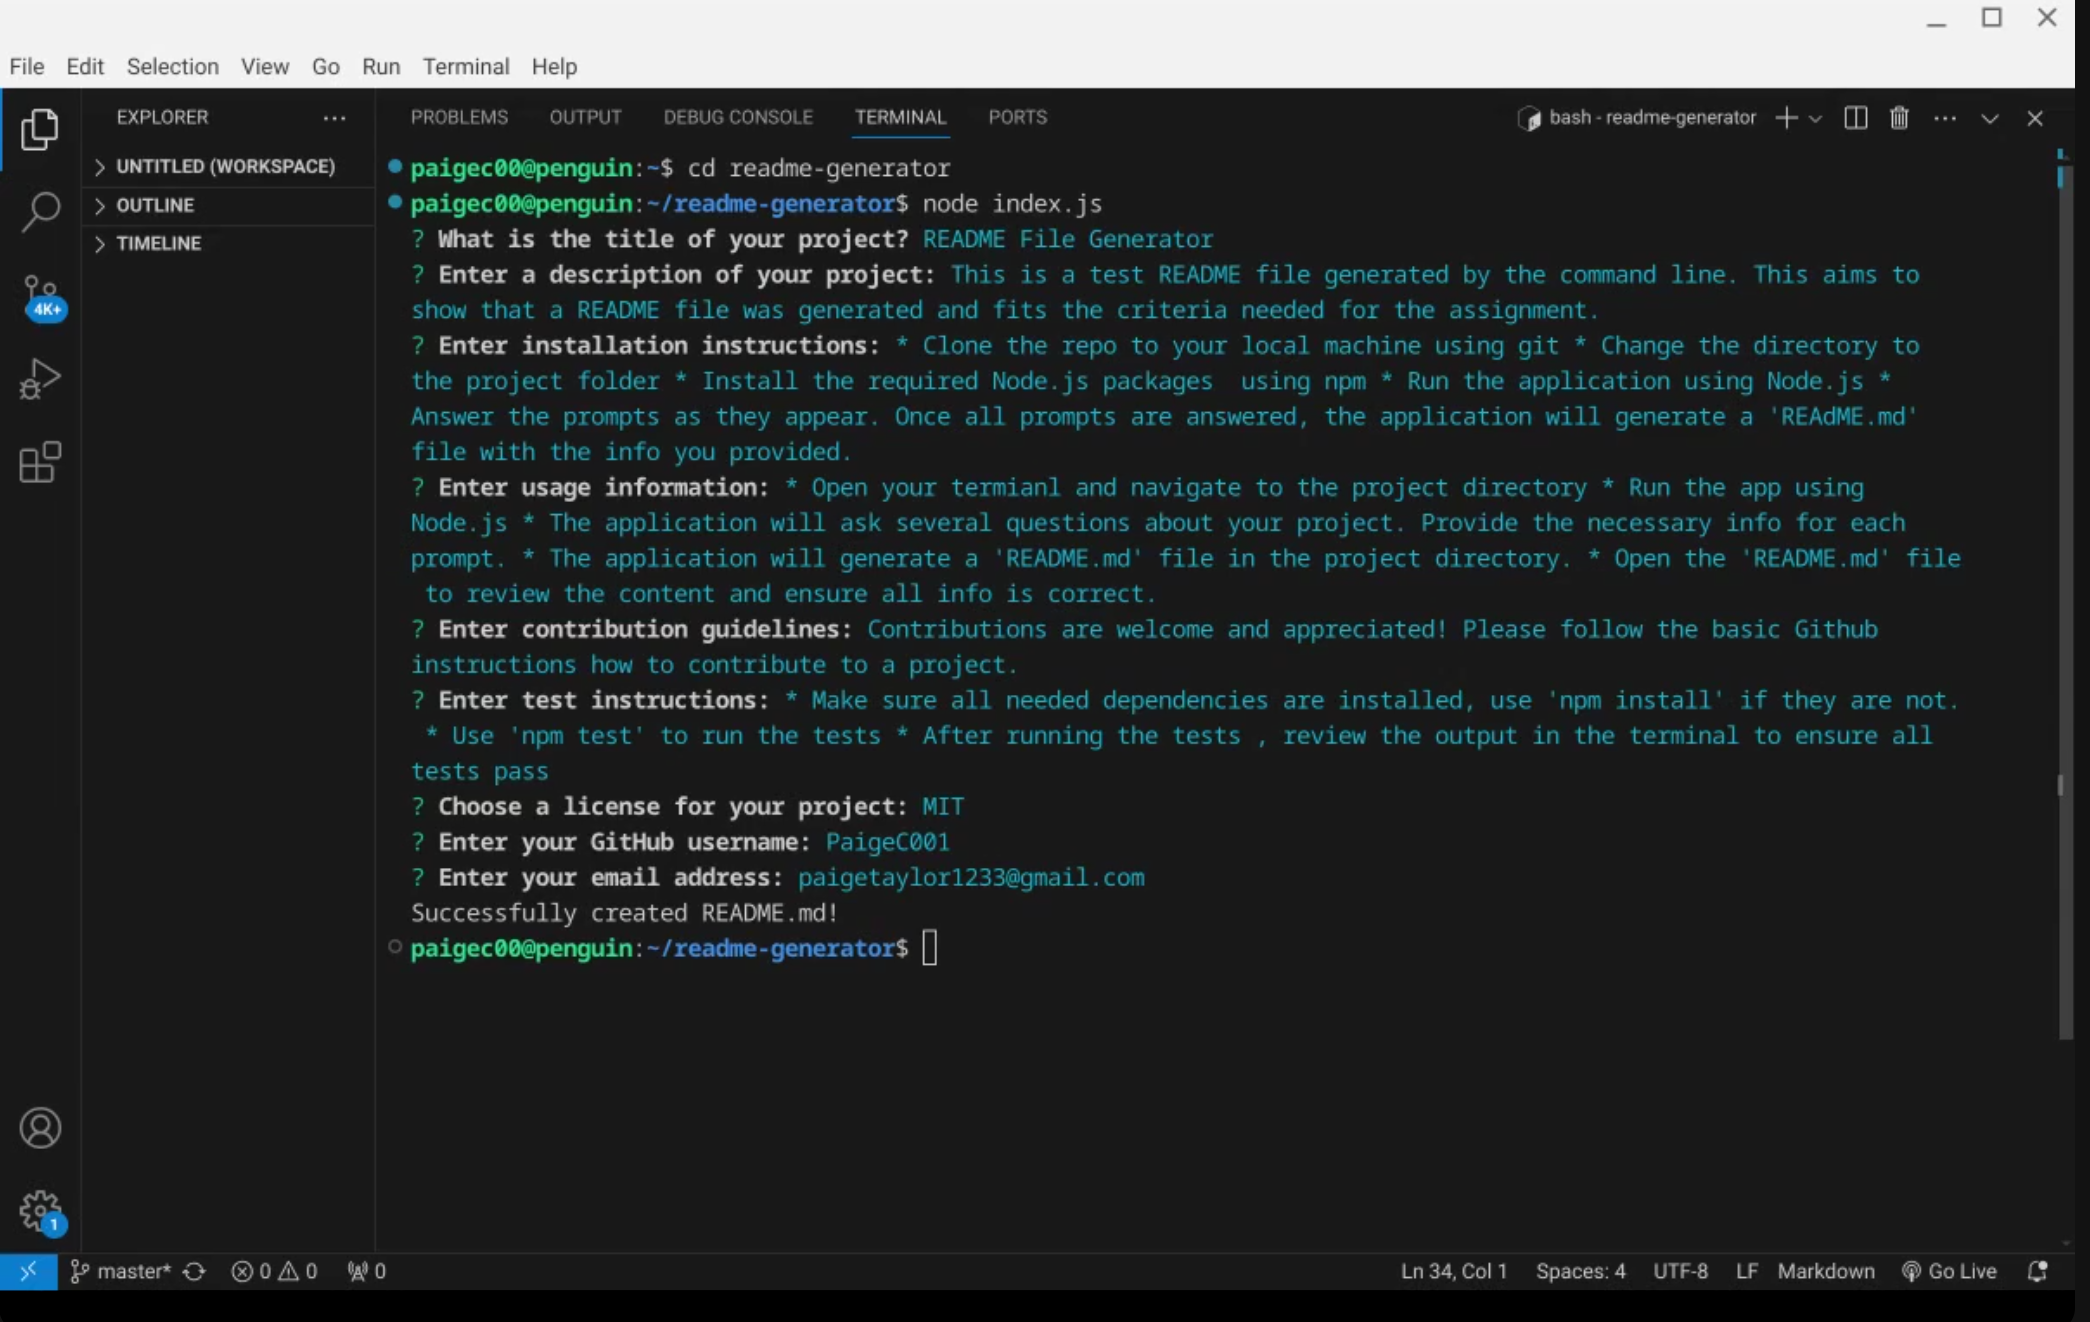 File Edit Selection View Go Run Terminal Help
EXPLORER ...
UNTITLED (WORKSPACE)
OUTLINE
TIMELINE
4K+
1
PROBLEMS OUTPUT DEBUG CONSOLE TERMINAL PORTS
bash - readme-generator
paigec00@penguin:~$ cd readme-generator
paigec00@penguin:~/readme-generator$ node index.js
? What is the title of your project? README File Generator
? Enter a description of your project: This is a test README file generated by the command line. This aims to
show that a README file was generated and fits the criteria needed for the assignment.
? Enter installation instructions: * Clone the repo to your local machine using git * Change the directory to
the project folder * Install the required Node.js packages  using npm * Run the application using Node.js *
Answer the prompts as they appear. Once all prompts are answered, the application will generate a 'REAdME.md'
file with the info you provided.
? Enter usage information: * Open your termianl and navigate to the project directory * Run the app using
Node.js * The application will ask several questions about your project. Provide the necessary info for each
prompt. * The application will generate a 'README.md' file in the project directory. * Open the 'README.md' file
to review the content and ensure all info is correct.
? Enter contribution guidelines: Contributions are welcome and appreciated! Please follow the basic Github
instructions how to contribute to a project.
? Enter test instructions: * Make sure all needed dependencies are installed, use 'npm install' if they are not.
* Use 'npm test' to run the tests * After running the tests , review the output in the terminal to ensure all
tests pass
? Choose a license for your project: MIT
? Enter your GitHub username: PaigeC001
? Enter your email address: paigetaylor1233@gmail.com
Successfully created README.md!
paigec00@penguin:~/readme-generator$
master* 0 0 0 Ln 34, Col 1 Spaces: 4 UTF-8 LF Markdown Go Live